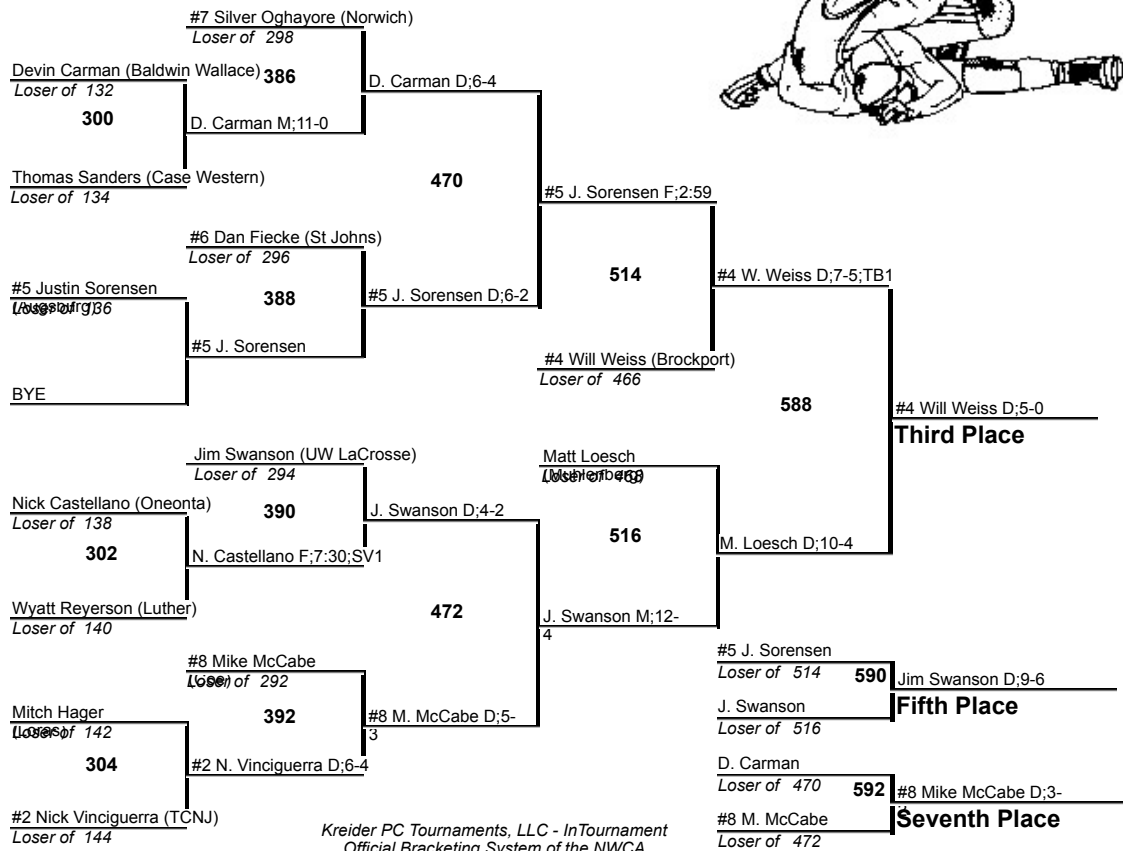 #7 Silver Oghayore (Norwich)
Loser of 298
Devin Carman (Baldwin Wallace)
Loser of 132
386
D. Carman D;6-4
300
D. Carman M;11-0
Thomas Sanders (Case Western)
Loser of 134
470
#5 J. Sorensen F;2:59
#6 Dan Fiecke (St Johns)
Loser of 296
#5 Justin Sorensen
(Augsburg)
Loser of 136
388
#5 J. Sorensen D;6-2
514
#4 W. Weiss D;7-5;TB1
#5 J. Sorensen
#4 Will Weiss (Brockport)
Loser of 466
BYE
588
#4 Will Weiss D;5-0
Third Place
Jim Swanson (UW LaCrosse)
Loser of 294
Matt Loesch
(Muhlenberg)
Loser of 468
Nick Castellano (Oneonta)
Loser of 138
390
J. Swanson D;4-2
516
302
N. Castellano F;7:30;SV1
M. Loesch D;10-4
Wyatt Reyerson (Luther)
Loser of 140
472
J. Swanson M;12-
4
#8 Mike McCabe
Loser of 292
#5 J. Sorensen
Loser of 514
590
Jim Swanson D;9-6
Fifth Place
Mitch Hager
(Loras)
Loser of 142
392
#8 M. McCabe D;5-
3
J. Swanson
Loser of 516
304
#2 N. Vinciguerra D;6-4
D. Carman
Loser of 470
592
#8 Mike McCabe D;3-
Seventh Place
#2 Nick Vinciguerra (TCNJ)
Loser of 144
#8 M. McCabe
Loser of 472
Kreider PC Tournaments, LLC - InTournament
Official Bracketing System of the NWCA